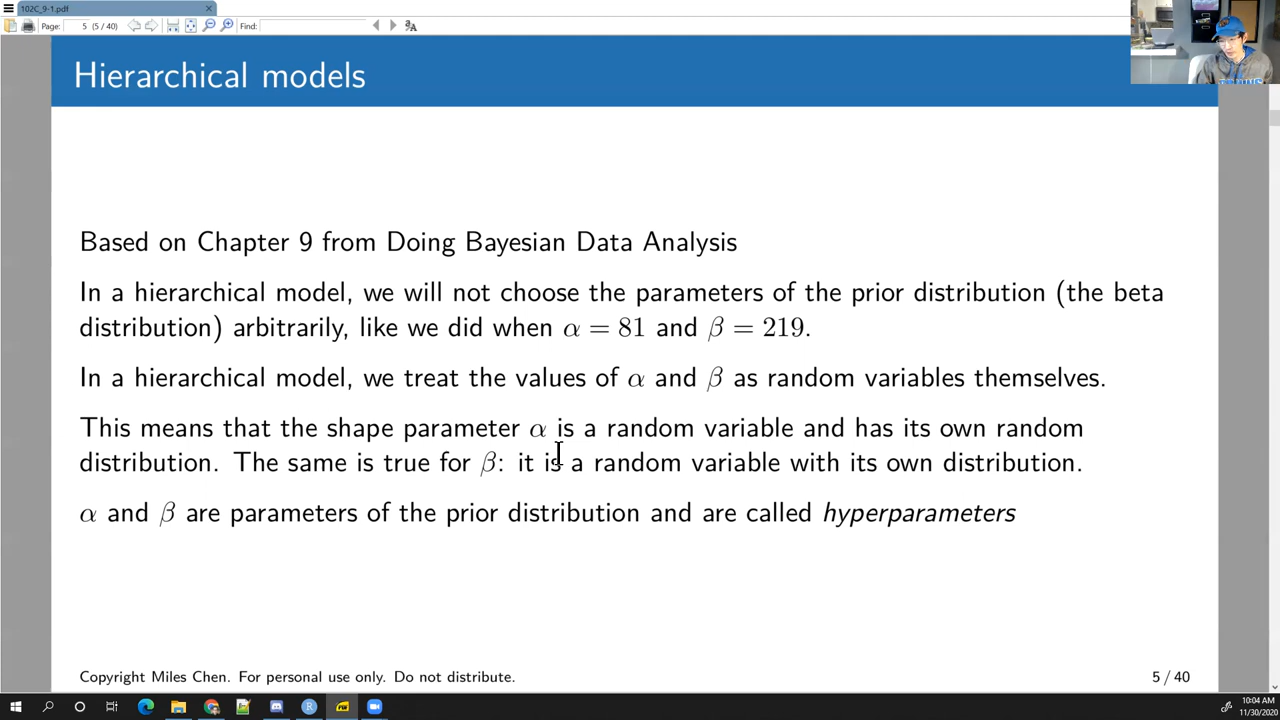 102C_9-1.pdf
Page: 5 (5 / 40) Find:
Hierarchical models
Based on Chapter 9 from Doing Bayesian Data Analysis
In a hierarchical model, we will not choose the parameters of the prior distribution (the beta
distribution) arbitrarily, like we did when α = 81 and β = 219.
In a hierarchical model, we treat the values of α and β as random variables themselves.
This means that the shape parameter α is a random variable and has its own random
distribution. The same is true for β: it is a random variable with its own distribution.
α and β are parameters of the prior distribution and are called hyperparameters
Copyright Miles Chen. For personal use only. Do not distribute.
5 / 40
10:04 AM
11/30/2020